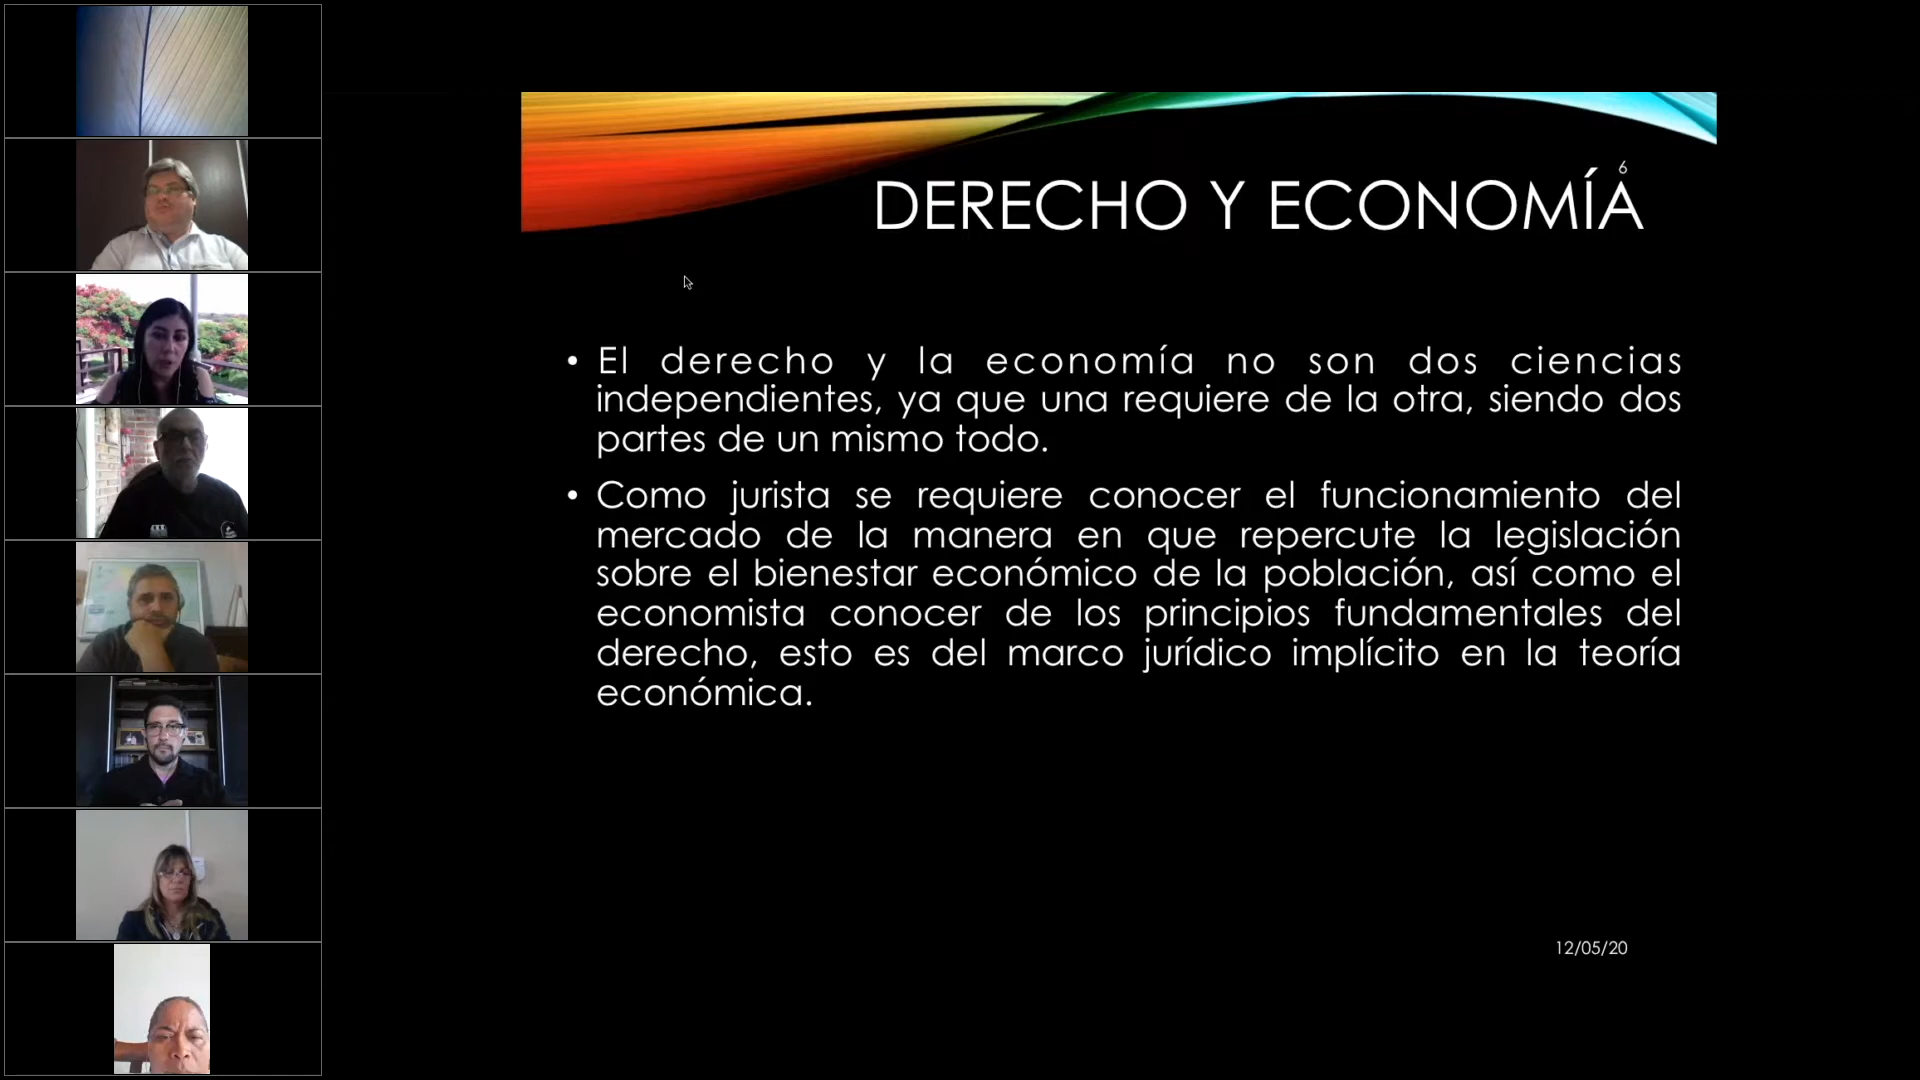 6
DERECHO Y ECONOMÍA
• El derecho y la economía no son dos ciencias
independientes, ya que una requiere de la otra, siendo dos
partes de un mismo todo.
• Como jurista se requiere conocer el funcionamiento del
mercado de la manera en que repercute la legislación
sobre el bienestar económico de la población, así como el
economista conocer de los principios fundamentales del
derecho, esto es del marco jurídico implícito en la teoría
económica.
12/05/20